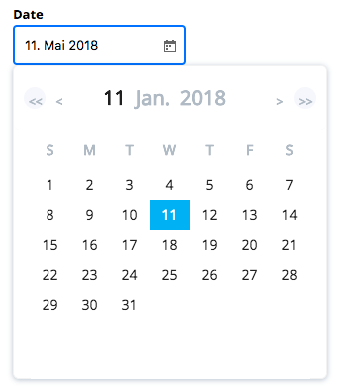 Date
11. Mai 2018
<< < 11 Jan. 2018 > >>
S M T W T F S
1 2 3 4 5 6 7
8 9 10 11 12 13 14
15 16 17 18 19 20 21
22 23 24 25 26 27 28
29 30 31